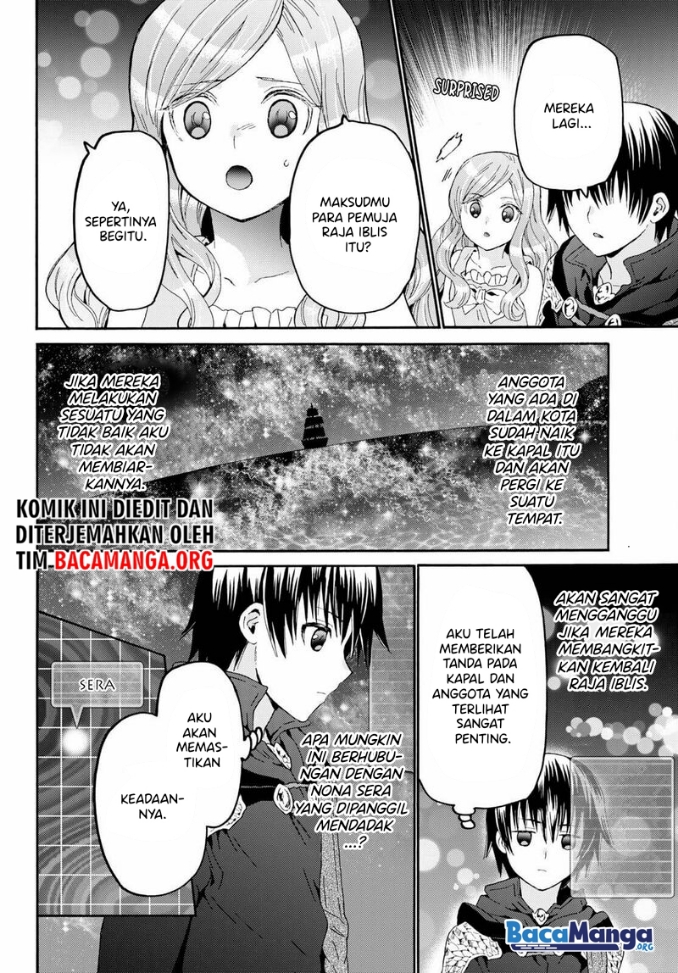 MEREKA
LAGI...
SURPRISED
MAKSUDMU
PARA PEMUJA
RAJA IBLIS
ITU?
YA,
SEPERTINYA
BEGITU.
ANGGOTA
YANG ADA DI
DALAM KOTA
SUDAH NAIK
KE KAPAL ITU
DAN AKAN
PERGI KE
SUATU
TEMPAT.
JIKA MEREKA
MELAKUKAN
SESUATU YANG
TIDAK BAIK AKU
TIDAK AKAN
MEMBIAR-
KANNYA.
KOMIK INI DIEDIT DAN
DITERJEMAHKAN OLEH
TIM BACAMANGA.ORG
AKAN SANGAT
MENGGANGGU
JIKA MEREKA
MEMBANGKIT-
KAN KEMBALI
RAJA IBLIS.
AKU TELAH
MEMBERIKAN
TANDA PADA
KAPAL DAN
ANGGOTA YANG
TERLIHAT
SANGAT
PENTING.
APA MUNGKIN
INI BERHUBU-
NGAN DENGAN
NONA SERA
YANG DIPANGGIL
MENDADAK
...?
AKU
AKAN
MEMAS-
TIKAN
KEADAAN-
NYA.
SERA
BACAMANGA
.ORG